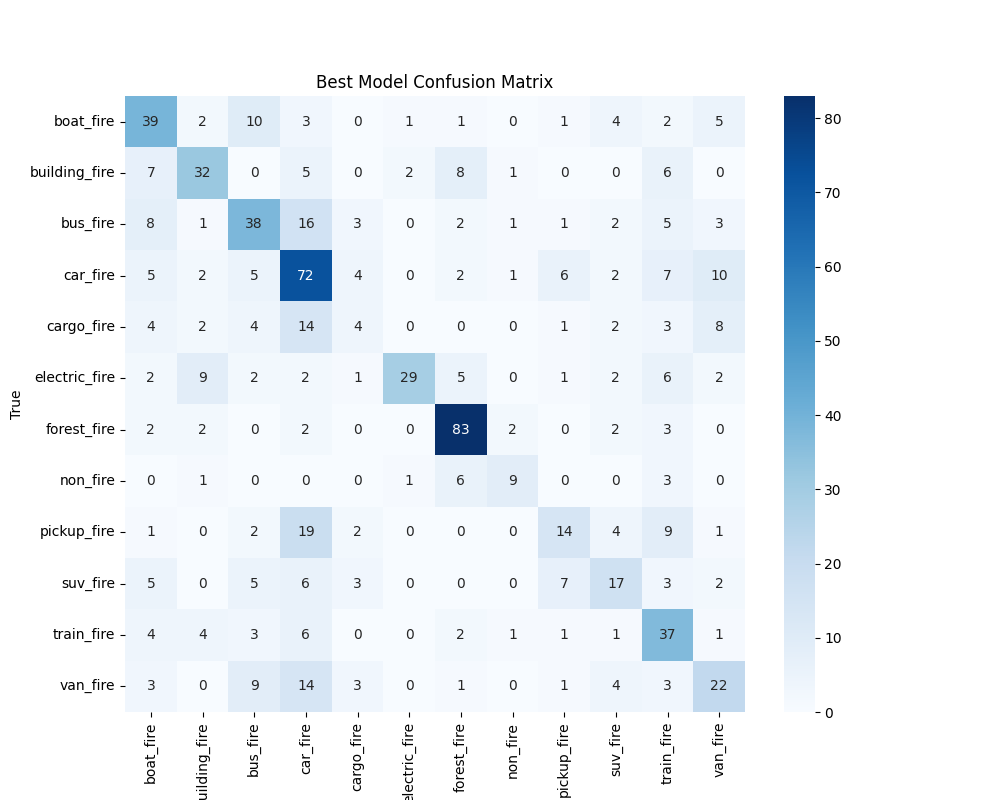 Best Model Confusion Matrix
boat_fire 39 2 10 3 0 1 1 0 1 4 2 5
building_fire 7 32 0 5 0 2 8 1 0 0 6 0
bus_fire 8 1 38 16 3 0 2 1 1 2 5 3
car_fire 5 2 5 72 4 0 2 1 6 2 7 10
cargo_fire 4 2 4 14 4 0 0 0 1 2 3 8
electric_fire 2 9 2 2 1 29 5 0 1 2 6 2
forest_fire 2 2 0 2 0 0 83 2 0 2 3 0
non_fire 0 1 0 0 0 1 6 9 0 0 3 0
pickup_fire 1 0 2 19 2 0 0 0 14 4 9 1
suv_fire 5 0 5 6 3 0 0 0 7 17 3 2
train_fire 4 4 3 6 0 0 2 1 1 1 37 1
van_fire 3 0 9 14 3 0 1 0 1 4 3 22
True
boat_fire
uilding_fire
bus_fire
car_fire
cargo_fire
electric_fire
forest_fire
non_fire
pickup_fire
suv_fire
train_fire
van_fire
80
70
60
50
40
30
20
10
0